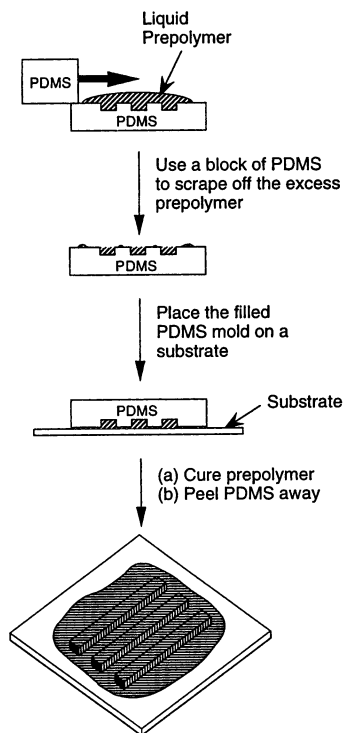 Liquid
Prepolymer
PDMS
PDMS
Use a block of PDMS
to scrape off the excess
prepolymer
PDMS
Place the filled
PDMS mold on a
substrate
PDMS
Substrate
(a) Cure prepolymer
(b) Peel PDMS away